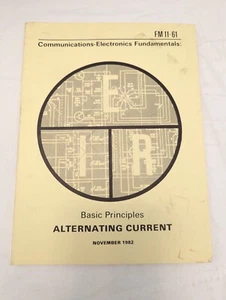 FM 11-61
Communications-Electronics Fundamentals:
E
I R
Basic Principles
ALTERNATING CURRENT
NOVEMBER 1982